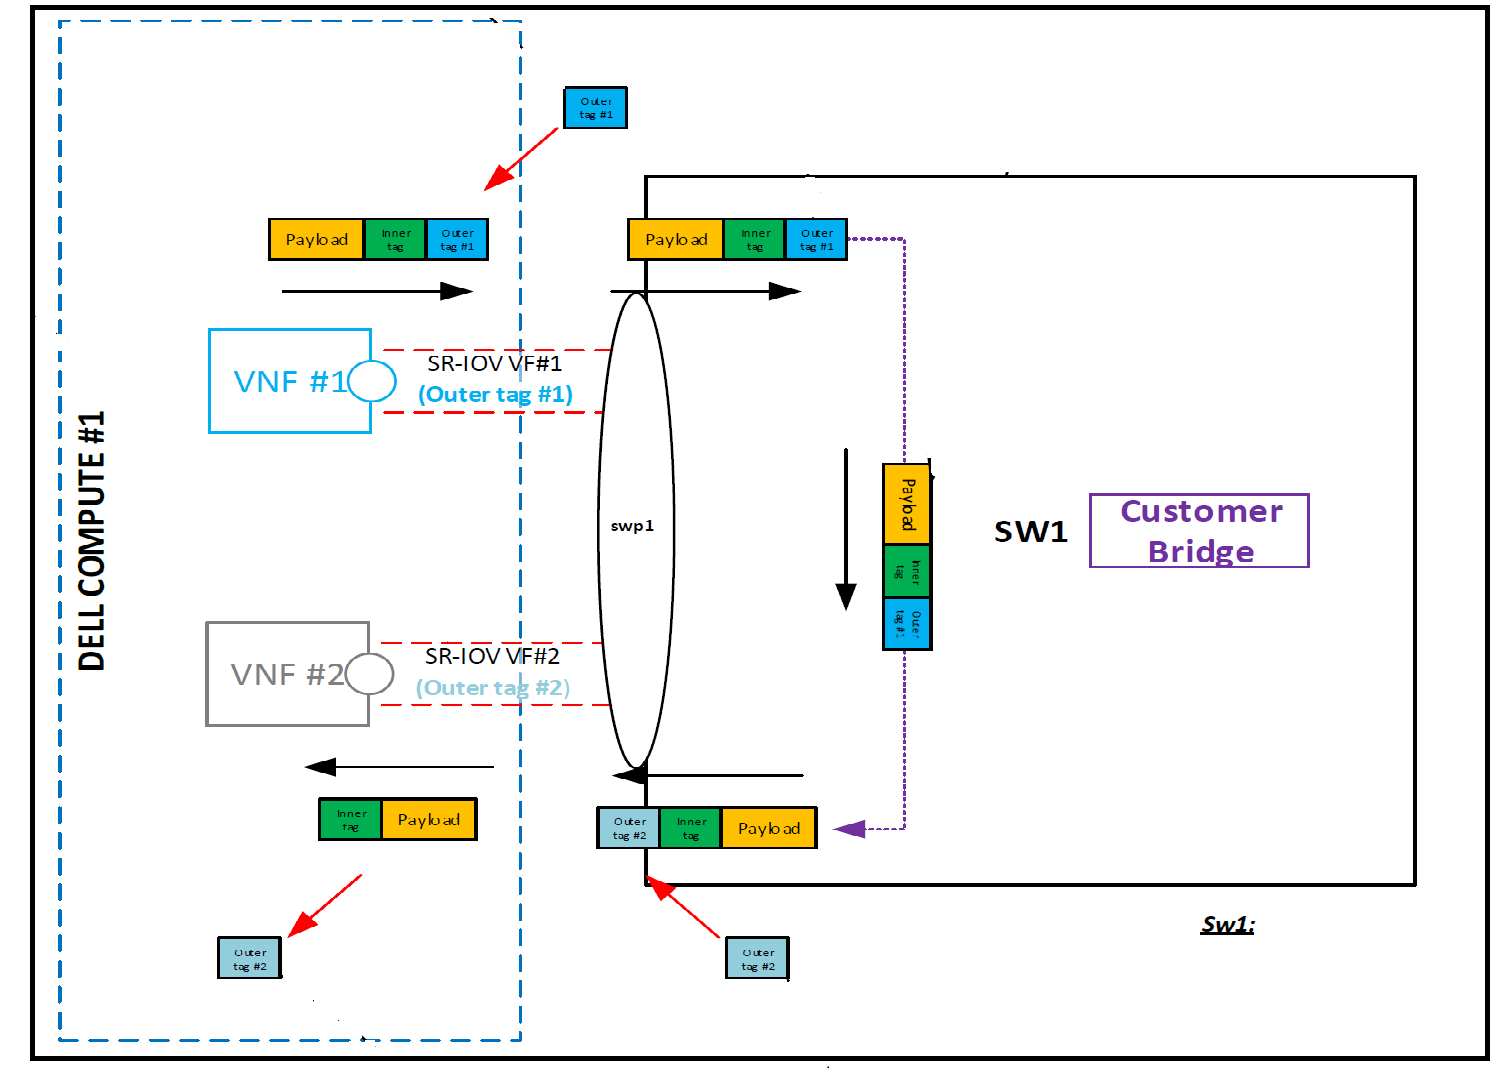 Outer
tag #1
Payload
Inner
tag
Outer
tag #1
Payload
Inner
tag
Outer
tag #1
VNF #1
SR-IOV VF#1
(Outer tag #1)
DELL COMPUTE #1
swp1
Payload
Inner
tag
Outer
tag #1
SW1
Customer
Bridge
VNF #2
SR-IOV VF#2
(Outer tag #2)
Inner
tag
Payload
Outer
tag #2
Inner
tag
Payload
Sw1:
Outer
tag #2
Outer
tag #2